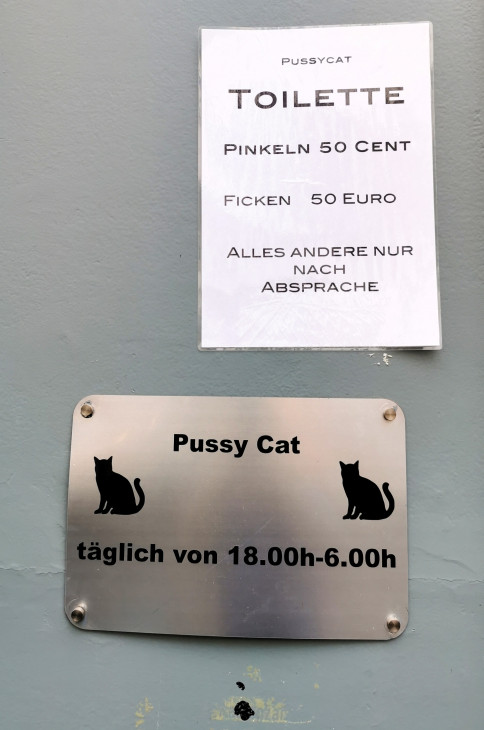 PUSSYCAT
TOILETTE
PINKELN 50 CENT
FICKEN 50 EURO
ALLES ANDERE NUR
NACH
ABSPRACHE
Pussy Cat
täglich von 18.00h-6.00h